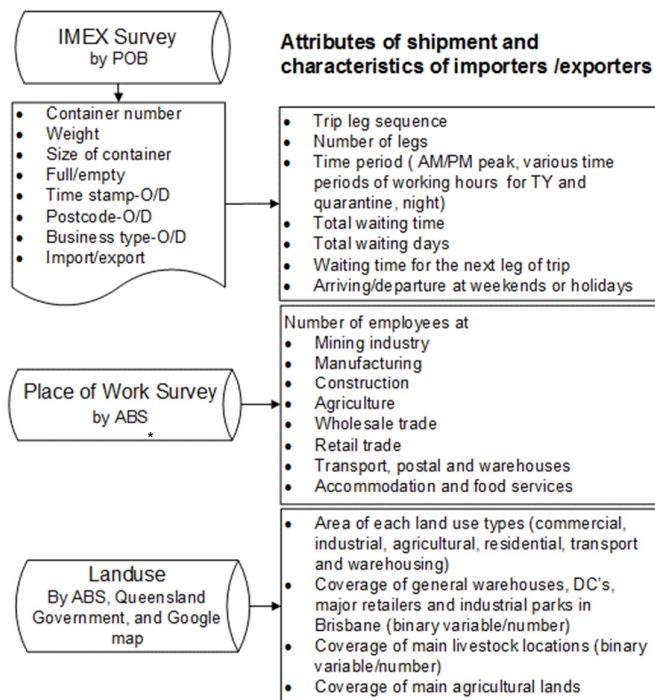 IMEX Survey
by POB
Attributes of shipment and
characteristics of importers /exporters
• Container number
• Weight
• Size of container
• Full/empty
• Time stamp-O/D
• Postcode-O/D
• Business type-O/D
• Import/export
• Trip leg sequence
• Number of legs
• Time period ( AM/PM peak, various time
periods of working hours for TY and
quarantine, night)
• Total waiting time
• Total waiting days
• Waiting time for the next leg of trip
• Arriving/departure at weekends or holidays
Place of Work Survey
by ABS
*
Number of employees at
• Mining industry
• Manufacturing
• Construction
• Agriculture
• Wholesale trade
• Retail trade
• Transport, postal and warehouses
• Accommodation and food services
Landuse
By ABS, Queensland
Government, and Google
map
• Area of each land use types (commercial,
industrial, agricultural, residential, transport
and warehousing)
• Coverage of general warehouses, DC's,
major retailers and industrial parks in
Brisbane (binary variable/number)
• Coverage of main livestock locations (binary
variable/number)
• Coverage of main agricultural lands